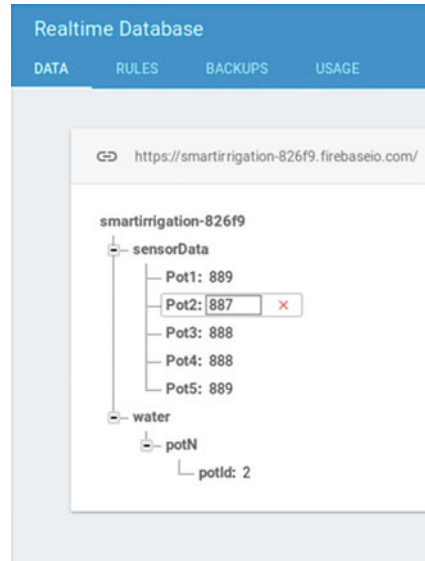 Realtime Database
DATA RULES BACKUPS USAGE
https://smartirrigation-826f9.firebaseio.com/
smartirrigation-826f9
sensorData
Pot1: 889
Pot2: 887 ×
Pot3: 888
Pot4: 888
Pot5: 889
water
potN
potId: 2